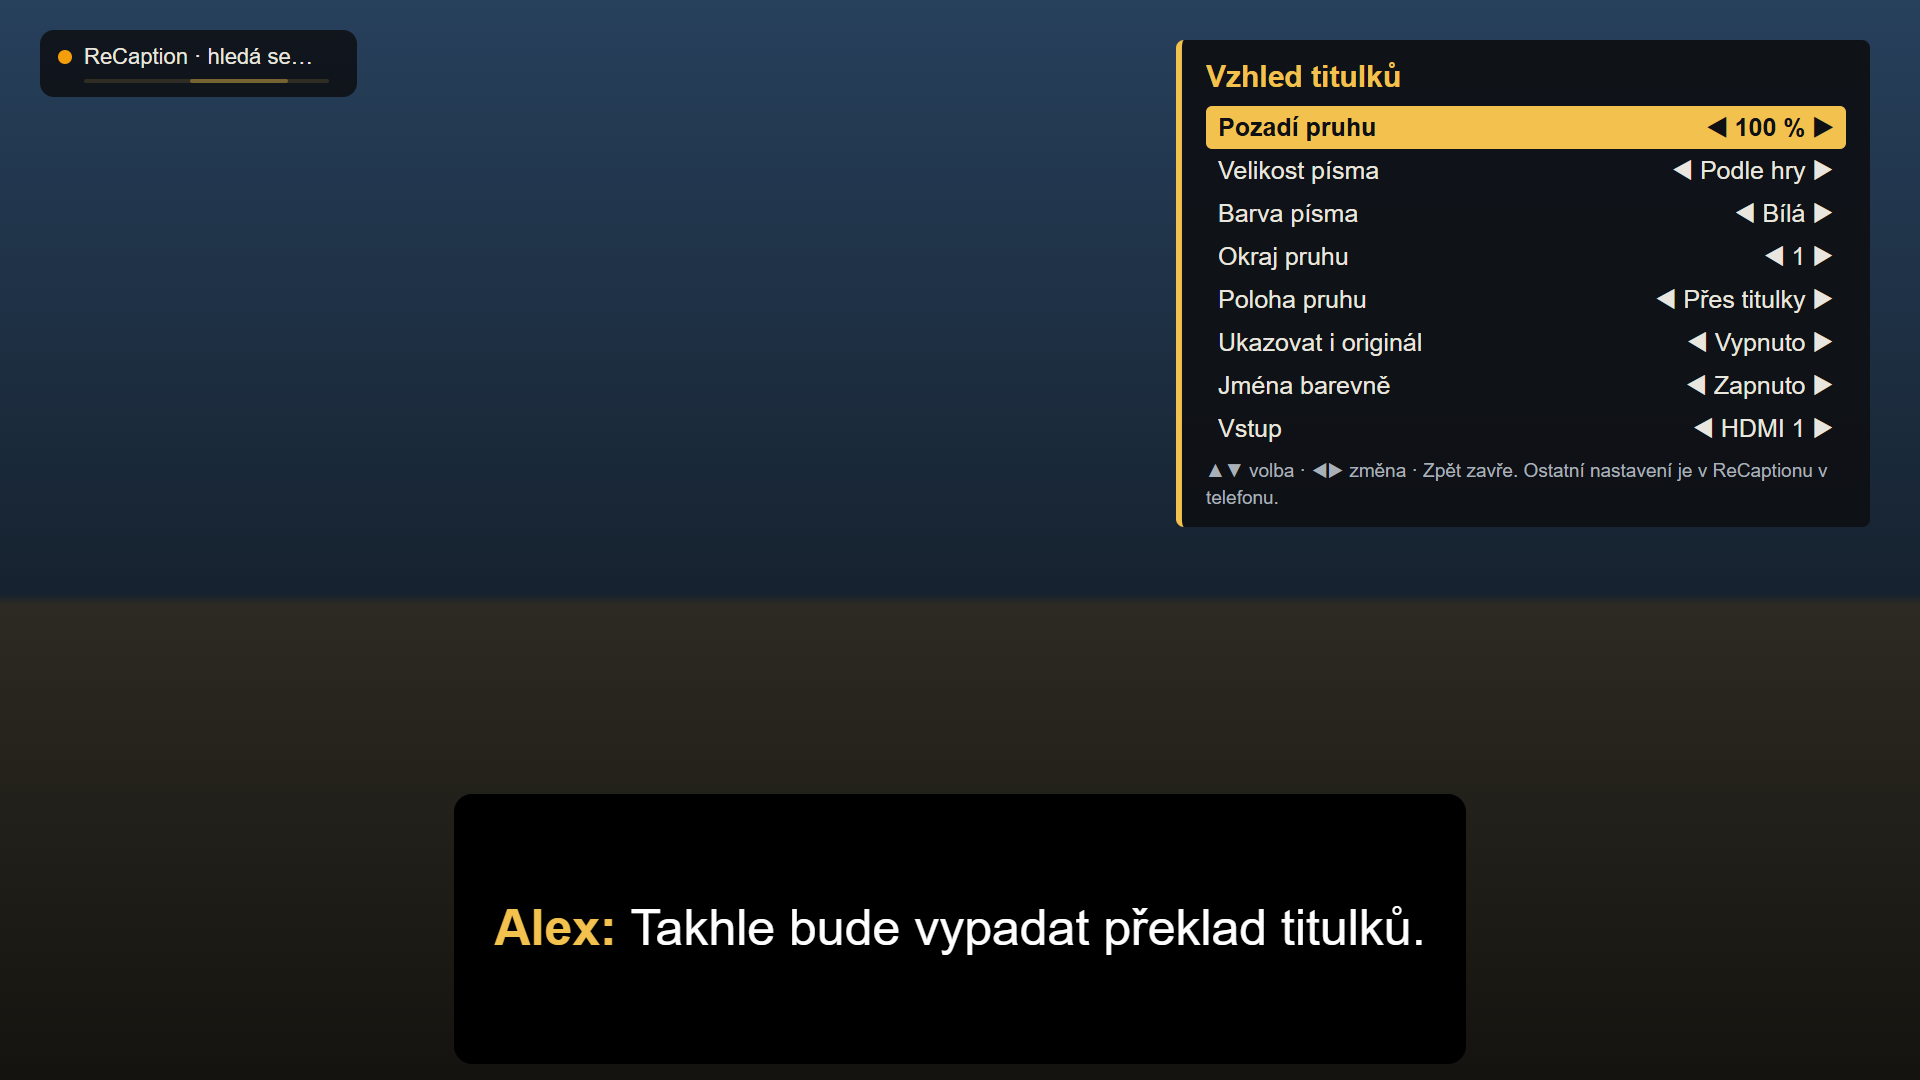 ReCaption · hledá se…
Vzhled titulků
Pozadí pruhu ◀ 100 % ▶
Velikost písma ◀ Podle hry ▶
Barva písma ◀ Bílá ▶
Okraj pruhu ◀ 1 ▶
Poloha pruhu ◀ Přes titulky ▶
Ukazovat i originál ◀ Vypnuto ▶
Jména barevně ◀ Zapnuto ▶
Vstup ◀ HDMI 1 ▶
▲▼ volba · ◀▶ změna · Zpět zavře. Ostatní nastavení je v ReCaptionu v
telefonu.
Alex: Takhle bude vypadat překlad titulků.